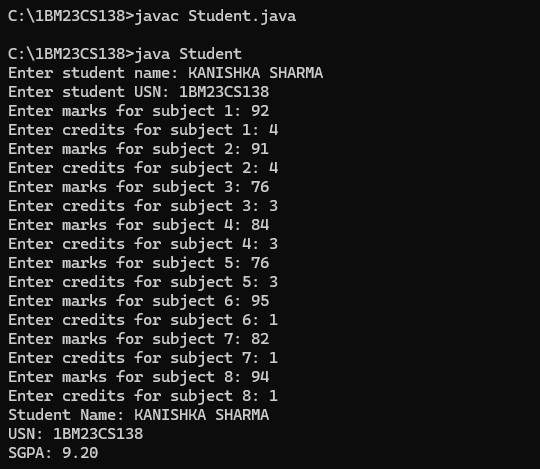 C:\1BM23CS138>javac Student.java
C:\1BM23CS138>java Student
Enter student name: KANISHKA SHARMA
Enter student USN: 1BM23CS138
Enter marks for subject 1: 92
Enter credits for subject 1: 4
Enter marks for subject 2: 91
Enter credits for subject 2: 4
Enter marks for subject 3: 76
Enter credits for subject 3: 3
Enter marks for subject 4: 84
Enter credits for subject 4: 3
Enter marks for subject 5: 76
Enter credits for subject 5: 3
Enter marks for subject 6: 95
Enter credits for subject 6: 1
Enter marks for subject 7: 82
Enter credits for subject 7: 1
Enter marks for subject 8: 94
Enter credits for subject 8: 1
Student Name: KANISHKA SHARMA
USN: 1BM23CS138
SGPA: 9.20